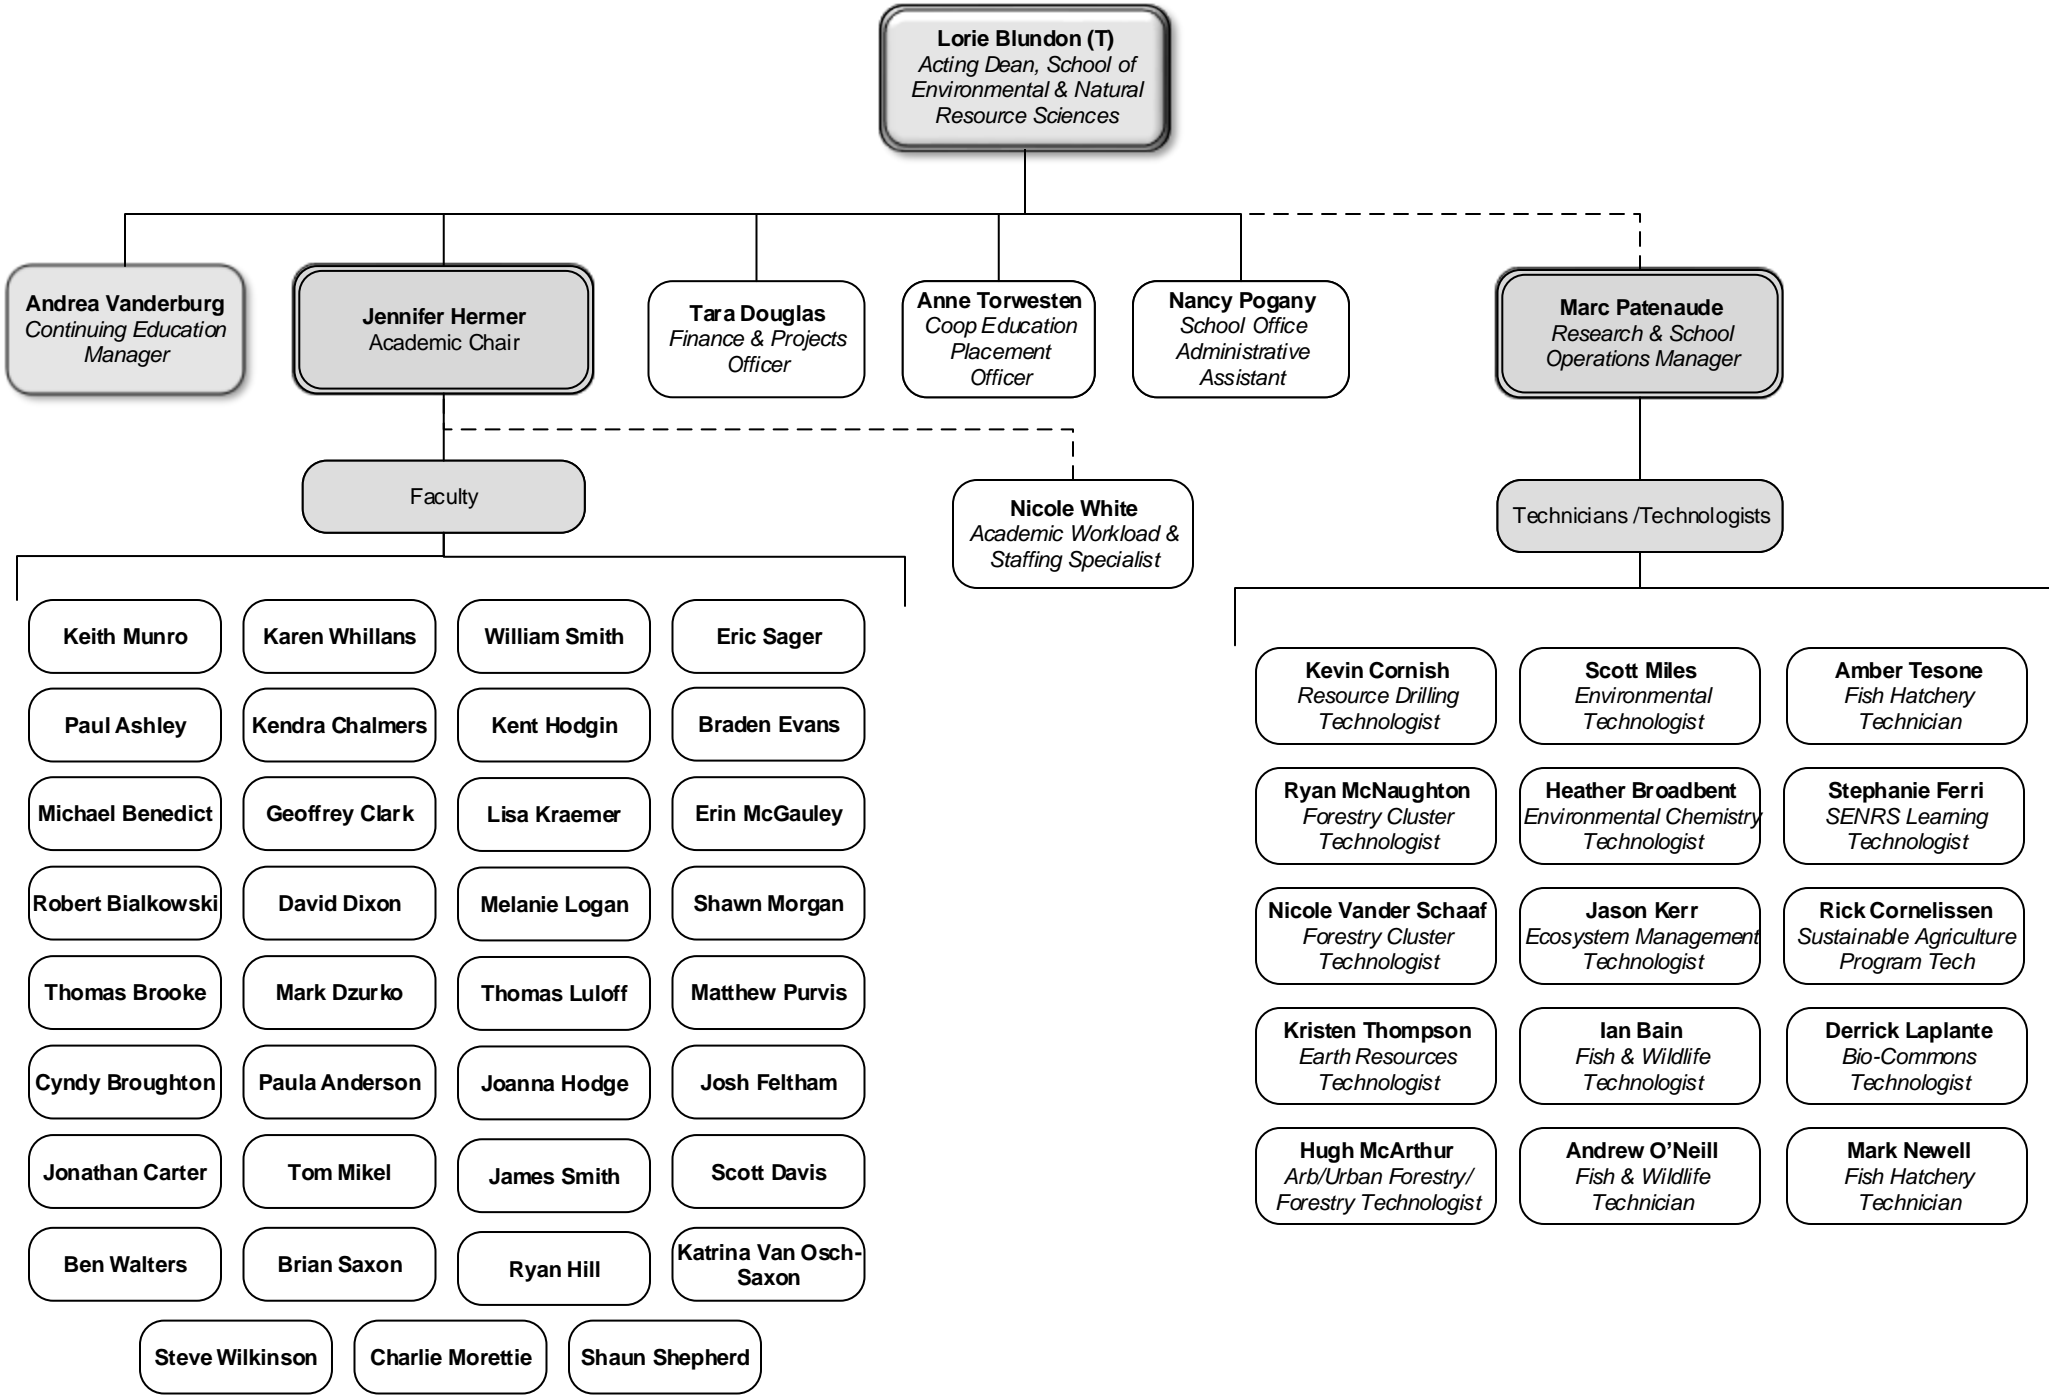 Lorie Blundon (T)
Acting Dean, School of
Environmental & Natural
Resource Sciences
Andrea Vanderburg
Continuing Education
Manager
Jennifer Hermer
Academic Chair
Tara Douglas
Finance & Projects
Officer
Anne Torwesten
Coop Education
Placement
Officer
Nancy Pogany
School Office
Administrative
Assistant
Marc Patenaude
Research & School
Operations Manager
Faculty
Nicole White
Academic Workload &
Staffing Specialist
Technicians /Technologists
Keith Munro
Karen Whillans
William Smith
Eric Sager
Paul Ashley
Kendra Chalmers
Kent Hodgin
Braden Evans
Michael Benedict
Geoffrey Clark
Lisa Kraemer
Erin McGauley
Robert Bialkowski
David Dixon
Melanie Logan
Shawn Morgan
Thomas Brooke
Mark Dzurko
Thomas Luloff
Matthew Purvis
Cyndy Broughton
Paula Anderson
Joanna Hodge
Josh Feltham
Jonathan Carter
Tom Mikel
James Smith
Scott Davis
Ben Walters
Brian Saxon
Ryan Hill
Katrina Van Osch-
Saxon
Steve Wilkinson
Charlie Morettie
Shaun Shepherd
Kevin Cornish
Resource Drilling
Technologist
Scott Miles
Environmental
Technologist
Amber Tesone
Fish Hatchery
Technician
Ryan McNaughton
Forestry Cluster
Technologist
Heather Broadbent
Environmental Chemistry
Technologist
Stephanie Ferri
SENRS Learning
Technologist
Nicole Vander Schaaf
Forestry Cluster
Technologist
Jason Kerr
Ecosystem Management
Technologist
Rick Cornelissen
Sustainable Agriculture
Program Tech
Kristen Thompson
Earth Resources
Technologist
Ian Bain
Fish & Wildlife
Technologist
Derrick Laplante
Bio-Commons
Technologist
Hugh McArthur
Arb/Urban Forestry/
Forestry Technologist
Andrew O’Neill
Fish & Wildlife
Technician
Mark Newell
Fish Hatchery
Technician